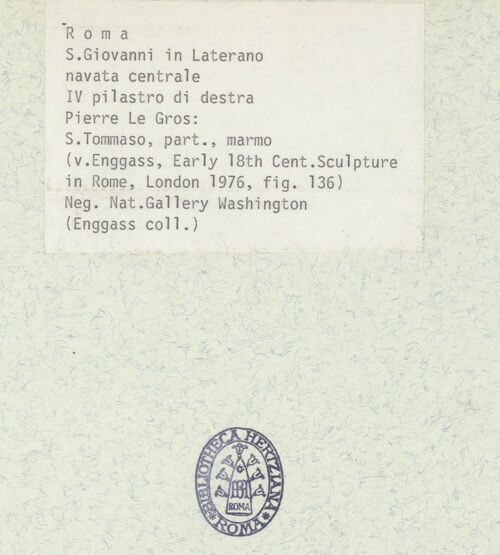 R o m a
S.Giovanni in Laterano
navata centrale
IV pilastro di destra
Pierre Le Gros:
S.Tommaso, part., marmo
(v.Enggass, Early 18th Cent.Sculpture
in Rome, London 1976, fig. 136)
Neg. Nat.Gallery Washington
(Enggass coll.)
BIBLIOTHECA HERTZIANA
ROMA
ROMA